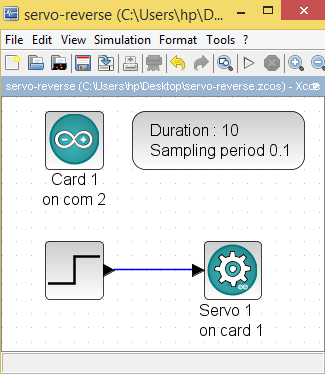 servo-reverse (C:\Users\hp\D...
File Edit View Simulation Format Tools ?
servo-reverse (C:\Users\hp\Desktop\servo-reverse.zcos) - Xcos
Card 1
on com 2
Duration : 10
Sampling period 0.1
Servo 1
on card 1